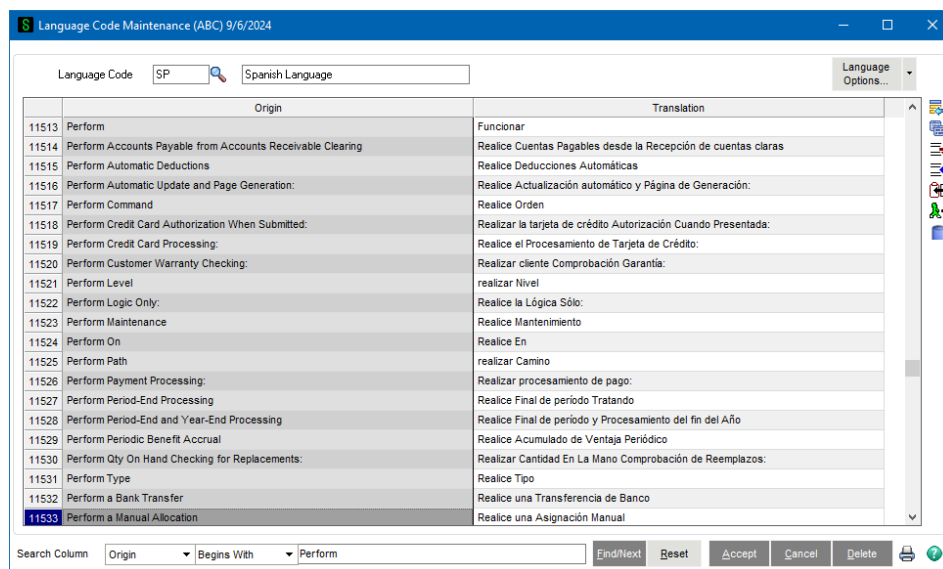 S Language Code Maintenance (ABC) 9/6/2024
Language Code SP Spanish Language Language
Options...
Origin Translation
11513 Perform Funcionar
11514 Perform Accounts Payable from Accounts Receivable Clearing Realice Cuentas Pagables desde la Recepción de cuentas claras
11515 Perform Automatic Deductions Realice Deducciones Automáticas
11516 Perform Automatic Update and Page Generation: Realice Actualización automático y Página de Generación:
11517 Perform Command Realice Orden
11518 Perform Credit Card Authorization When Submitted: Realizar la tarjeta de crédito Autorización Cuando Presentada:
11519 Perform Credit Card Processing: Realice el Procesamiento de Tarjeta de Crédito:
11520 Perform Customer Warranty Checking: Realizar cliente Comprobación Garantía:
11521 Perform Level realizar Nivel
11522 Perform Logic Only: Realice la Lógica Sólo:
11523 Perform Maintenance Realice Mantenimiento
11524 Perform On Realice En
11525 Perform Path realizar Camino
11526 Perform Payment Processing: Realizar procesamiento de pago:
11527 Perform Period-End Processing Realice Final de período Tratando
11528 Perform Period-End and Year-End Processing Realice Final de período y Procesamiento del fin del Año
11529 Perform Periodic Benefit Accrual Realice Acumulado de Ventaja Periódico
11530 Perform Qty On Hand Checking for Replacements: Realizar Cantidad En La Mano Comprobación de Reemplazos:
11531 Perform Type Realice Tipo
11532 Perform a Bank Transfer Realice una Transferencia de Banco
11533 Perform a Manual Allocation Realice una Asignación Manual
Search Column Origin Begins With Perform Find/Next Reset Accept Cancel Delete